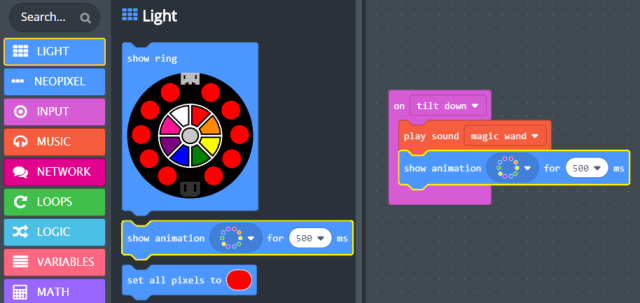 Search...
LIGHT
NEOPIXEL
INPUT
MUSIC
NETWORK
LOOPS
LOGIC
VARIABLES
MATH
Light
show ring
show animation for 500 ms
set all pixels to
on tilt down
play sound magic wand
show animation for 500 ms